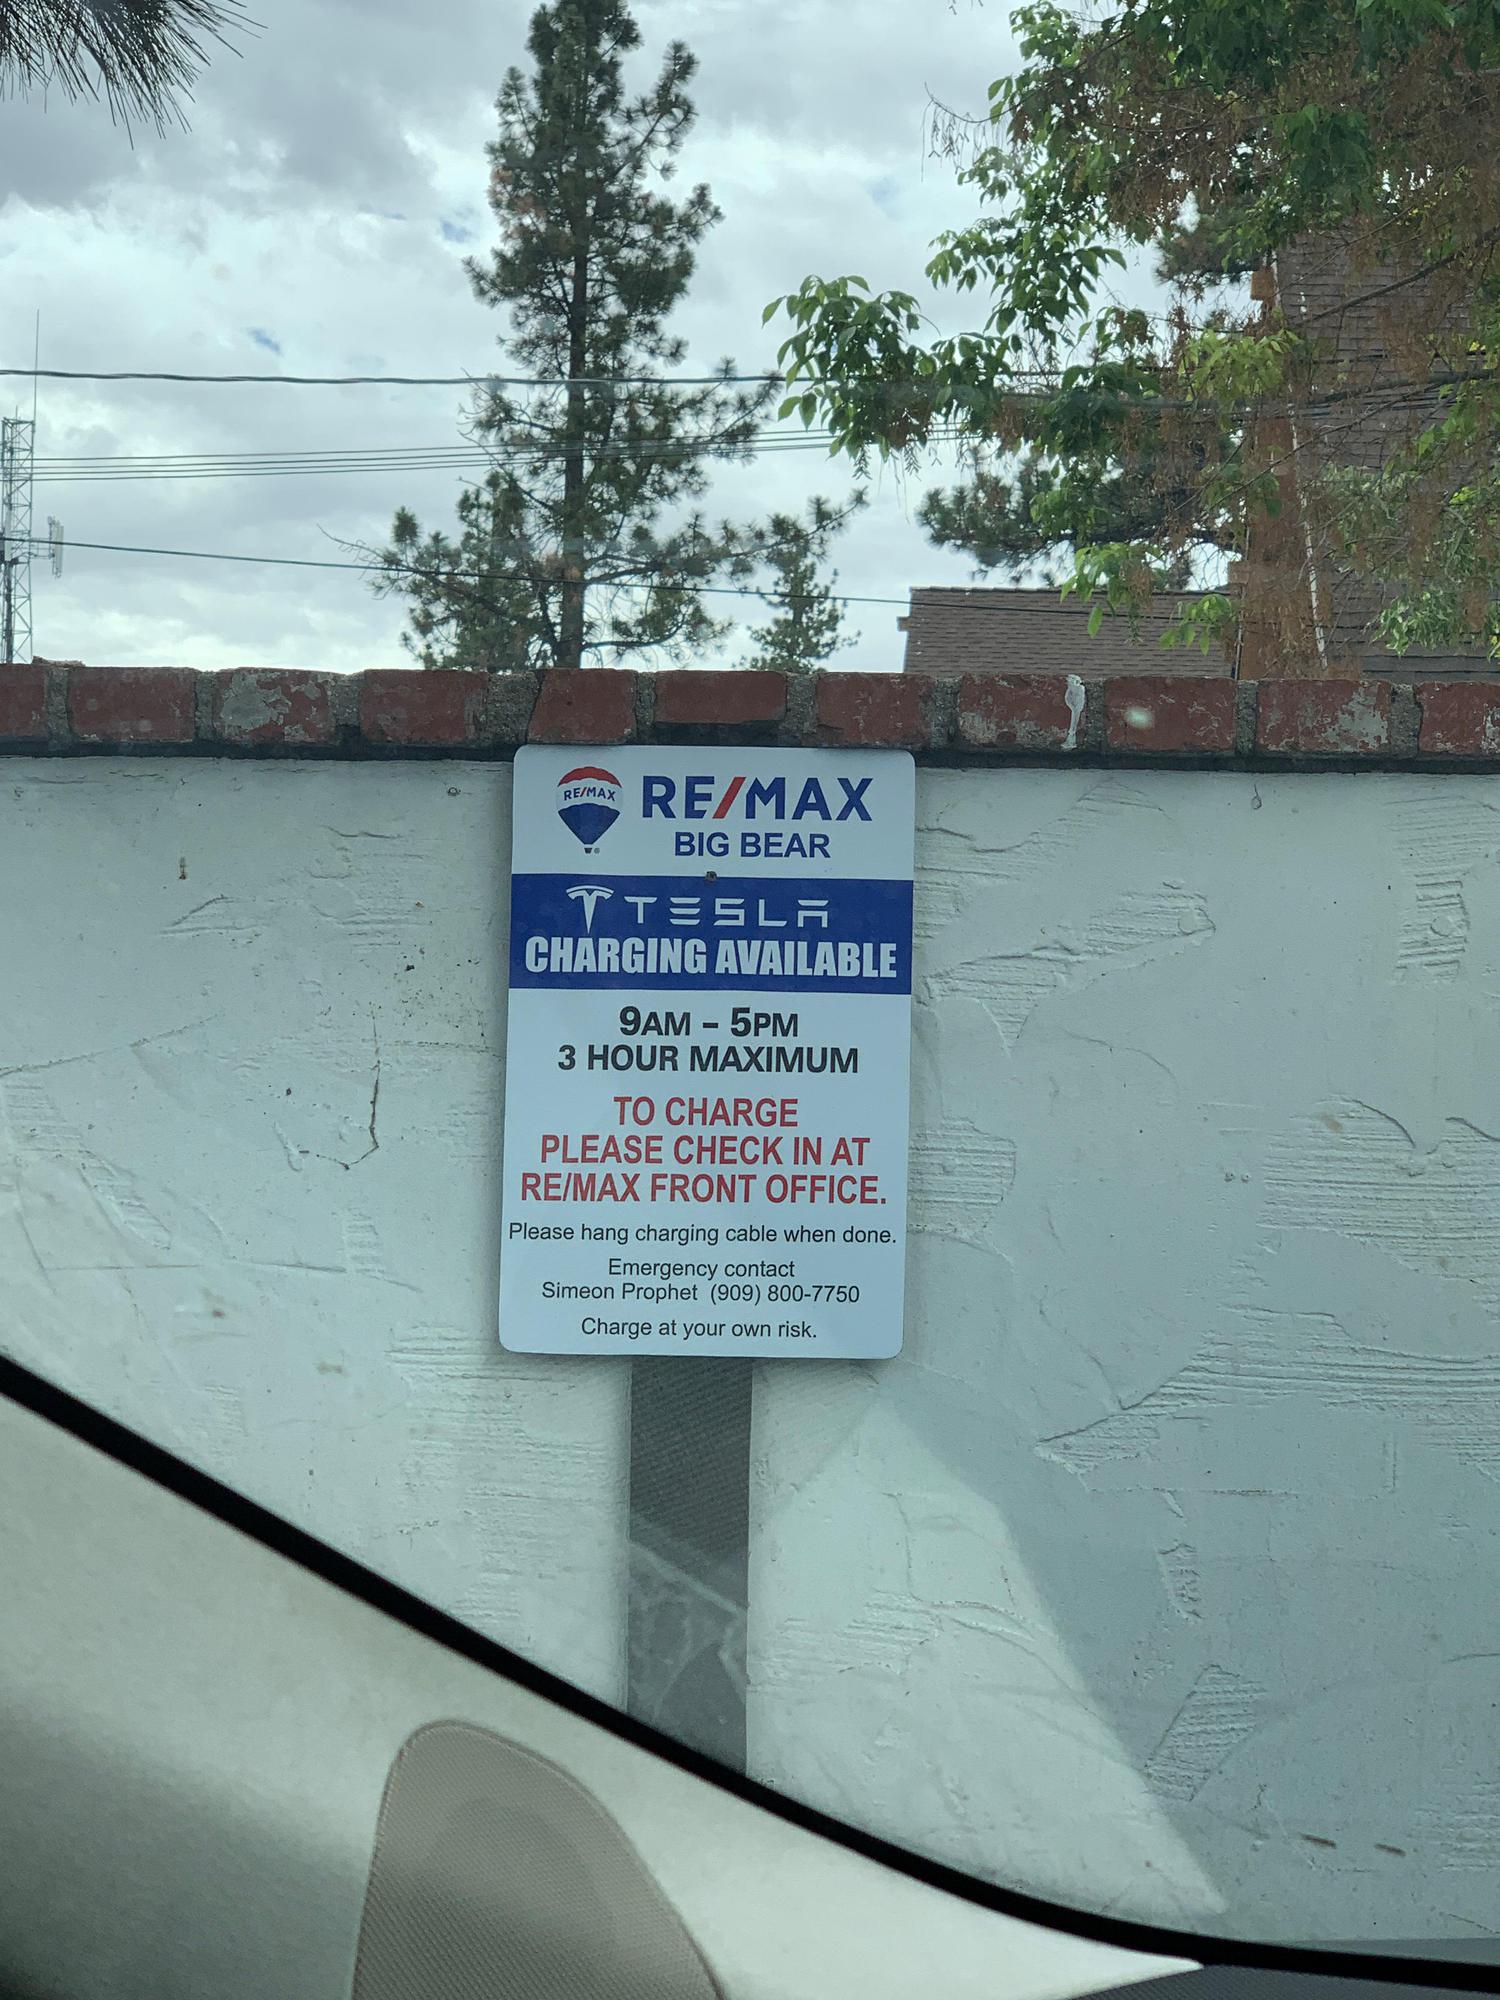 RE/MAX
RE/MAX
BIG BEAR
TESLA
CHARGING AVAILABLE
9AM – 5PM
3 HOUR MAXIMUM
TO CHARGE
PLEASE CHECK IN AT
RE/MAX FRONT OFFICE.
Please hang charging cable when done.
Emergency contact
Simeon Prophet (909) 800-7750
Charge at your own risk.